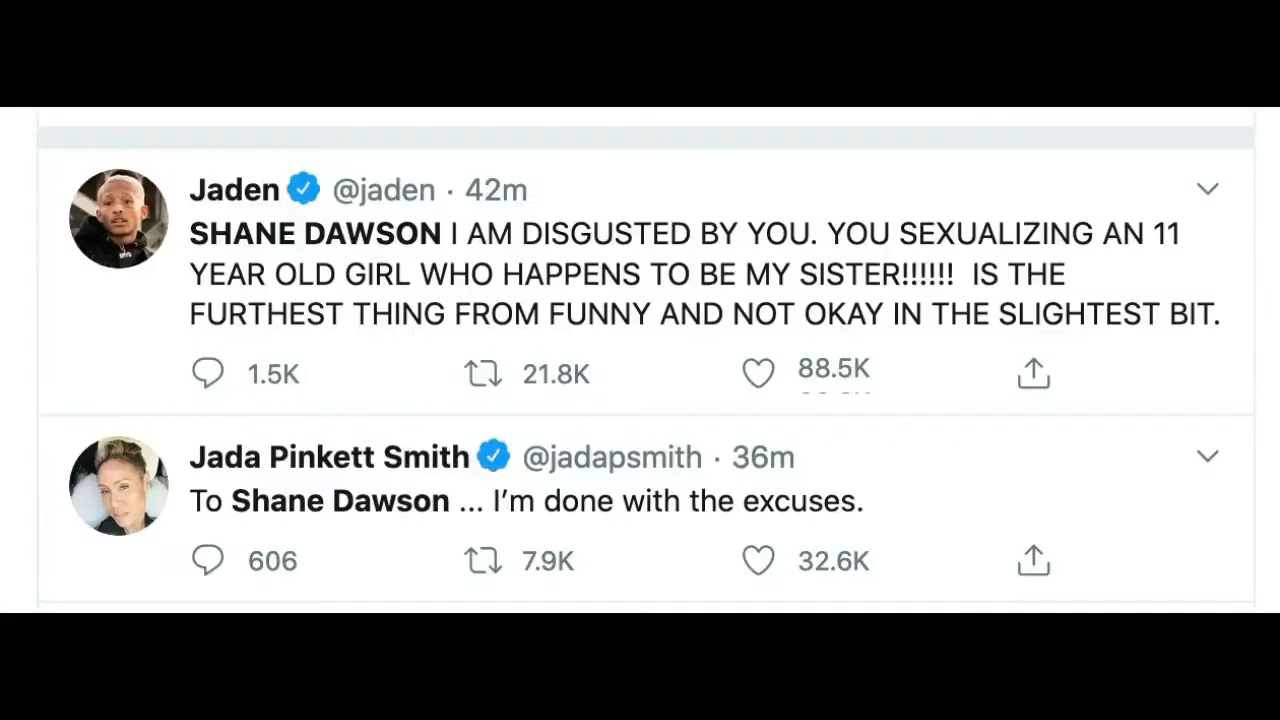 Jaden @jaden · 42m
SHANE DAWSON I AM DISGUSTED BY YOU. YOU SEXUALIZING AN 11
YEAR OLD GIRL WHO HAPPENS TO BE MY SISTER!!!!!! IS THE
FURTHEST THING FROM FUNNY AND NOT OKAY IN THE SLIGHTEST BIT.
1.5K 21.8K 88.5K
Jada Pinkett Smith @jadapsmith · 36m
To Shane Dawson ... I’m done with the excuses.
606 7.9K 32.6K